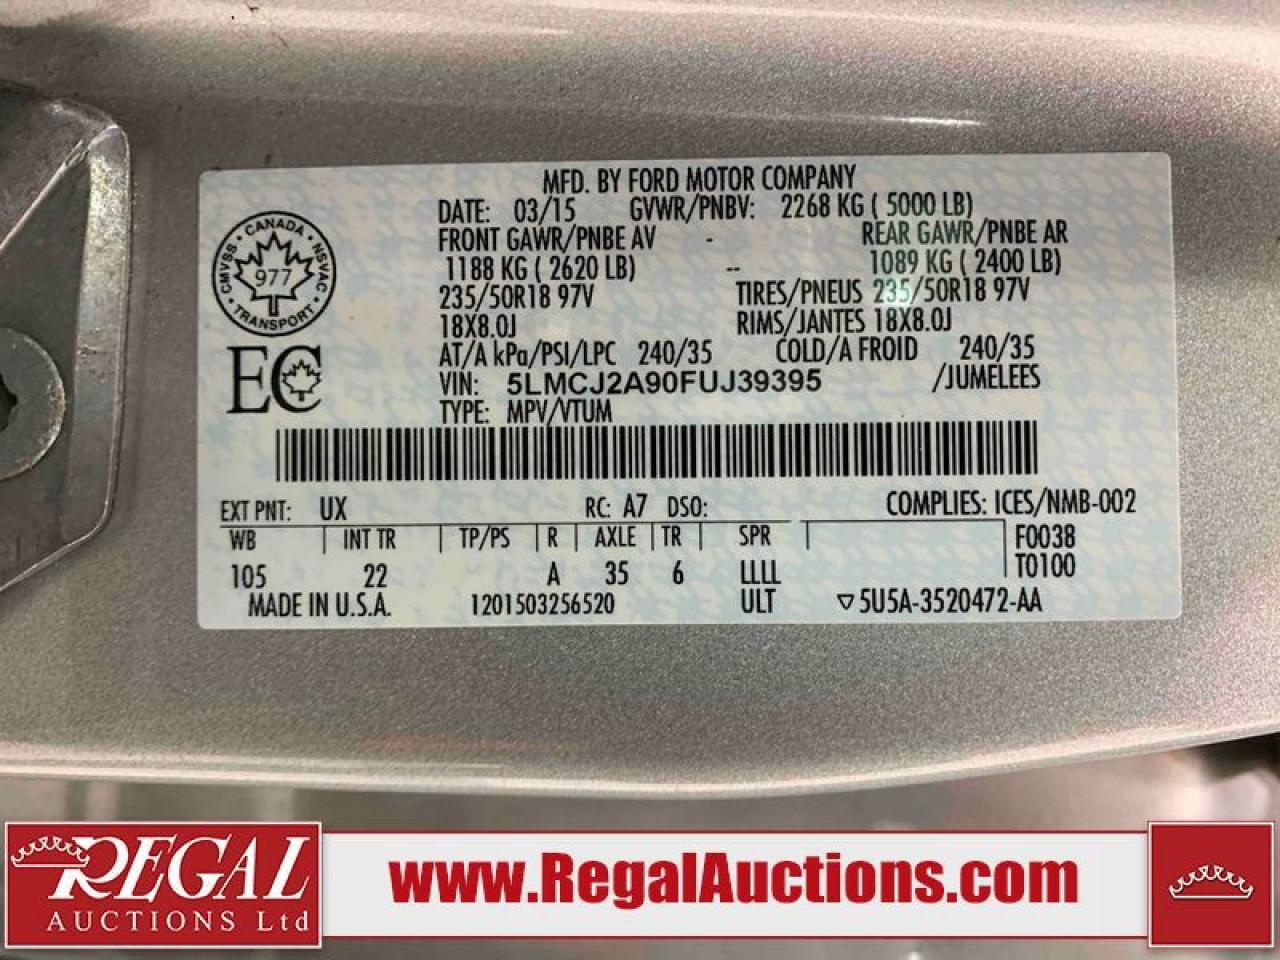 MFD. BY FORD MOTOR COMPANY
DATE: 03/15 GVWR/PNBV: 2268 KG ( 5000 LB)
FRONT GAWR/PNBE AV - REAR GAWR/PNBE AR
1188 KG ( 2620 LB) -- 1089 KG ( 2400 LB)
235/50R18 97V TIRES/PNEUS 235/50R18 97V
18X8.0J RIMS/JANTES 18X8.0J
AT/A kPa/PSI/LPC 240/35 COLD/A FROID 240/35
VIN: 5LMCJ2A90FUJ39395 /JUMELEES
TYPE: MPV/VTUM
CANADA · NSVAC · TRANSPORT · CMVSS
977
EC
EXT PNT: UX RC: A7 DSO: COMPLIES: ICES/NMB-002
WB INT TR TP/PS R AXLE TR SPR F0038
105 22 A 35 6 LLLL T0100
MADE IN U.S.A. 1201503256520 ULT ▽5U5A-3520472-AA
REGAL
AUCTIONS Ltd
www.RegalAuctions.com